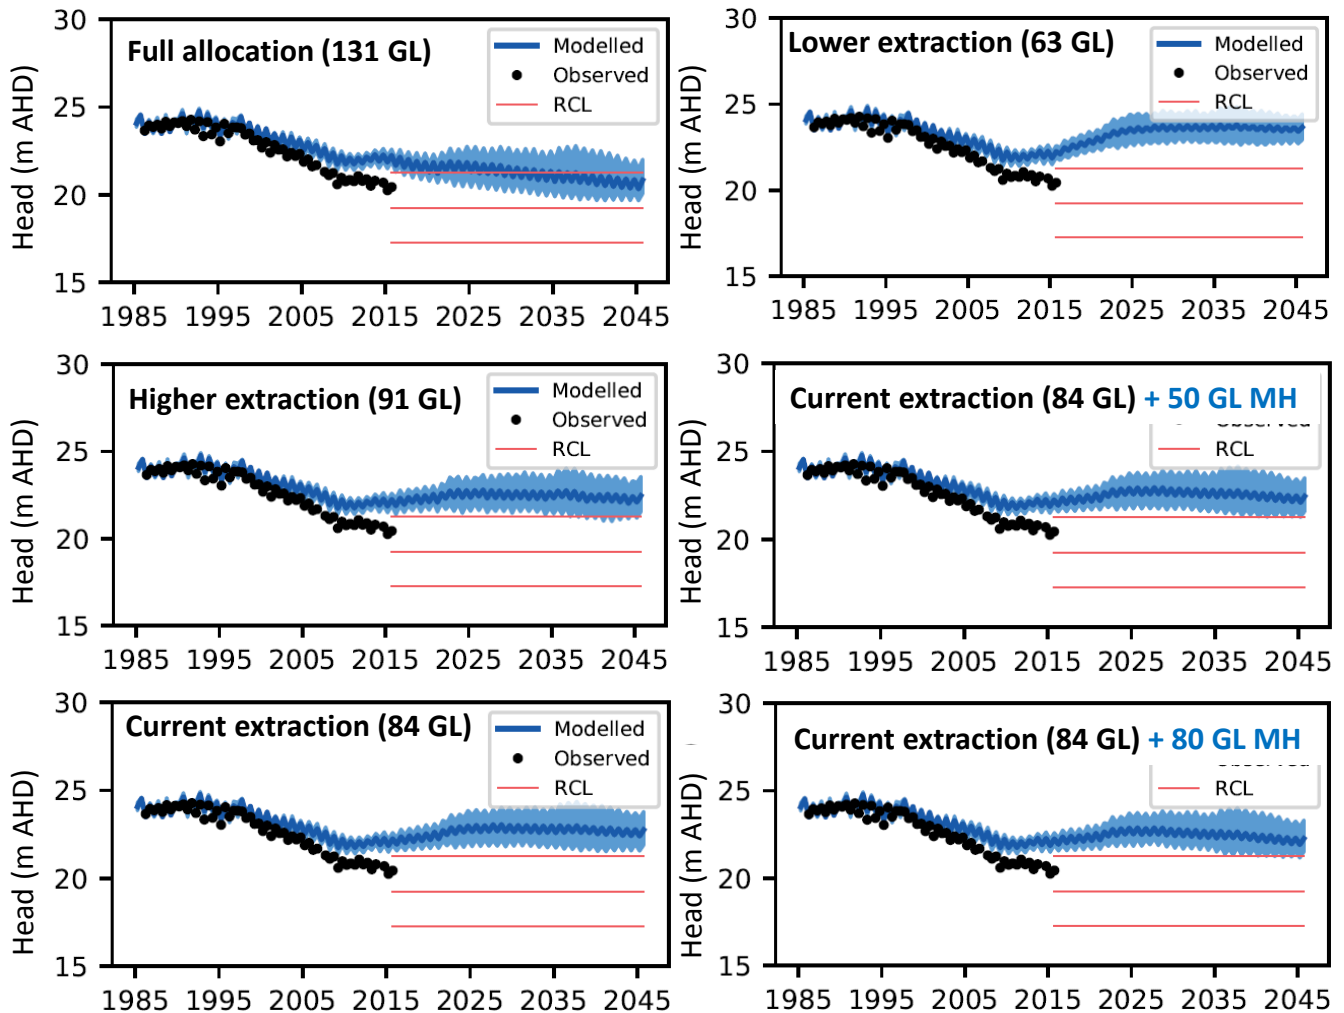 Full allocation (131 GL)
Modelled
Observed
RCL
Head (m AHD)
30
25
20
15
1985 1995 2005 2015 2025 2035 2045
Lower extraction (63 GL)
Modelled
Observed
RCL
Head (m AHD)
30
25
20
15
1985 1995 2005 2015 2025 2035 2045
Higher extraction (91 GL)
Modelled
Observed
RCL
Head (m AHD)
30
25
20
15
1985 1995 2005 2015 2025 2035 2045
Current extraction (84 GL) + 50 GL MH
Observed
RCL
Head (m AHD)
30
25
20
15
1985 1995 2005 2015 2025 2035 2045
Current extraction (84 GL)
Modelled
Observed
RCL
Head (m AHD)
30
25
20
15
1985 1995 2005 2015 2025 2035 2045
Current extraction (84 GL) + 80 GL MH
RCL
Head (m AHD)
30
25
20
15
1985 1995 2005 2015 2025 2035 2045